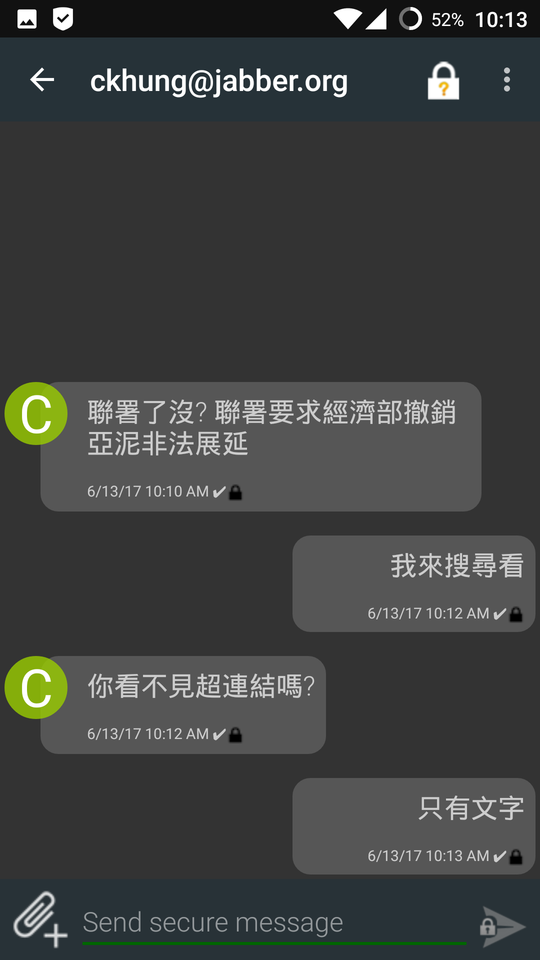 52% 10:13
ckhung@jabber.org
?
C
聯署了沒? 聯署要求經濟部撤銷
亞泥非法展延
6/13/17 10:10 AM ✔
我來搜尋看
6/13/17 10:12 AM ✔
C
你看不見超連結嗎?
6/13/17 10:12 AM ✔
只有文字
6/13/17 10:13 AM ✔
Send secure message